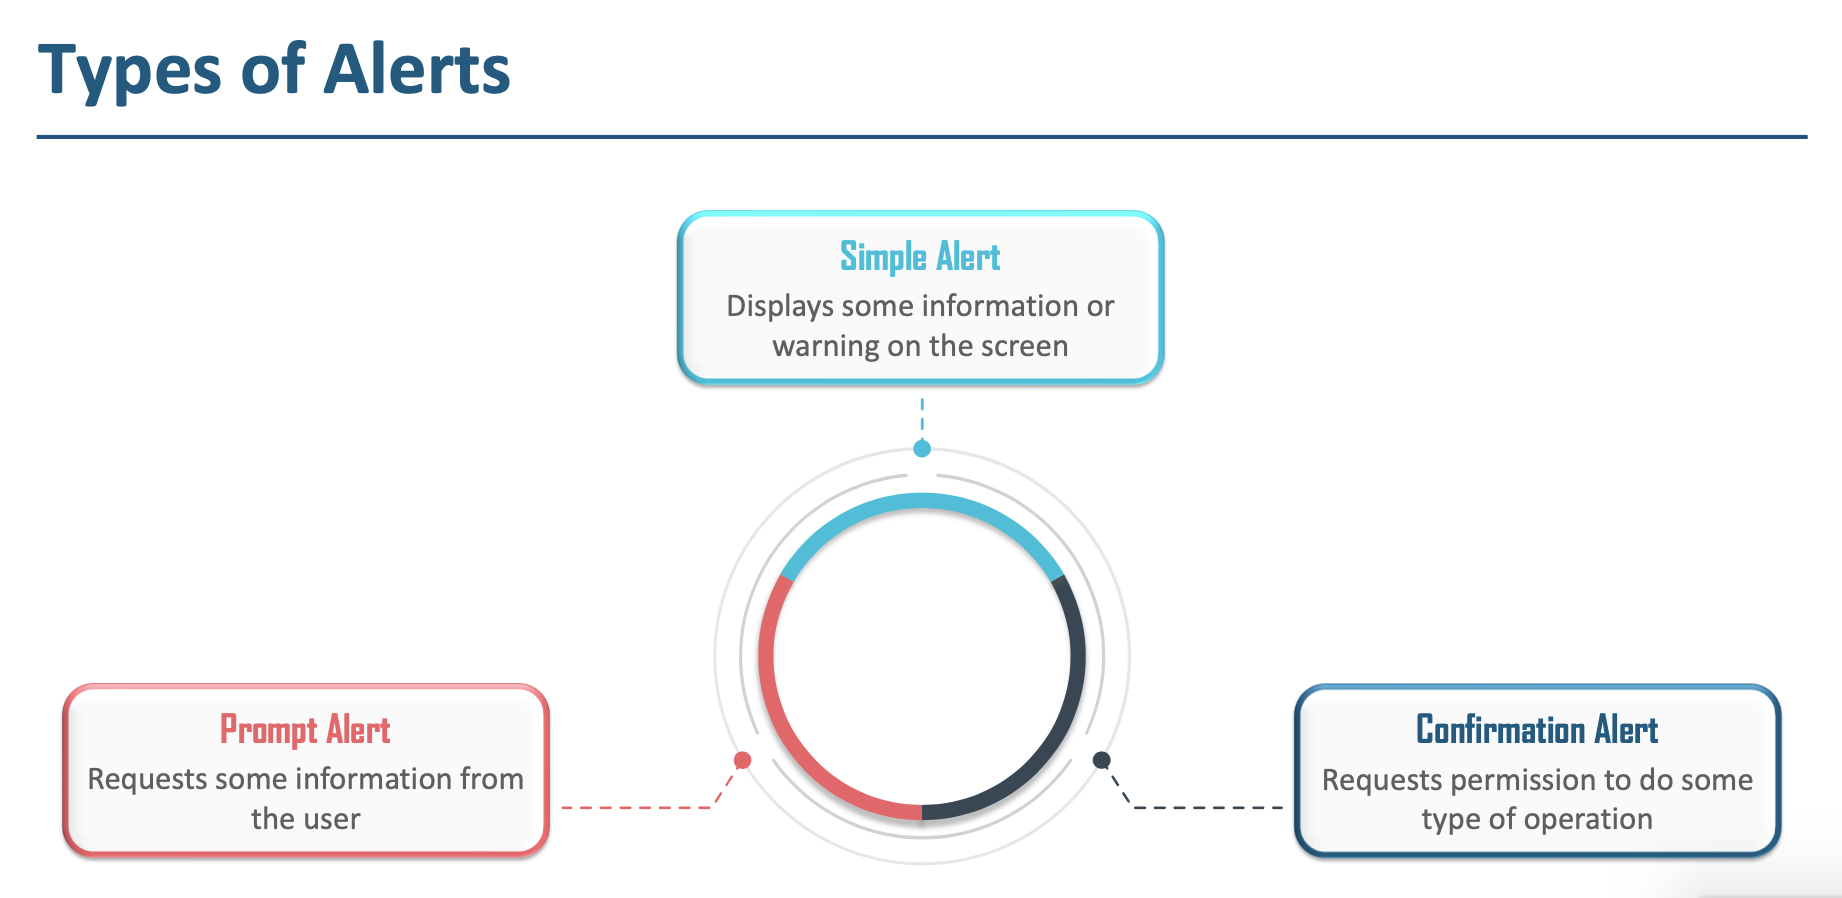 Types of Alerts
Simple Alert
Displays some information or
warning on the screen
Prompt Alert
Requests some information from
the user
Confirmation Alert
Requests permission to do some
type of operation